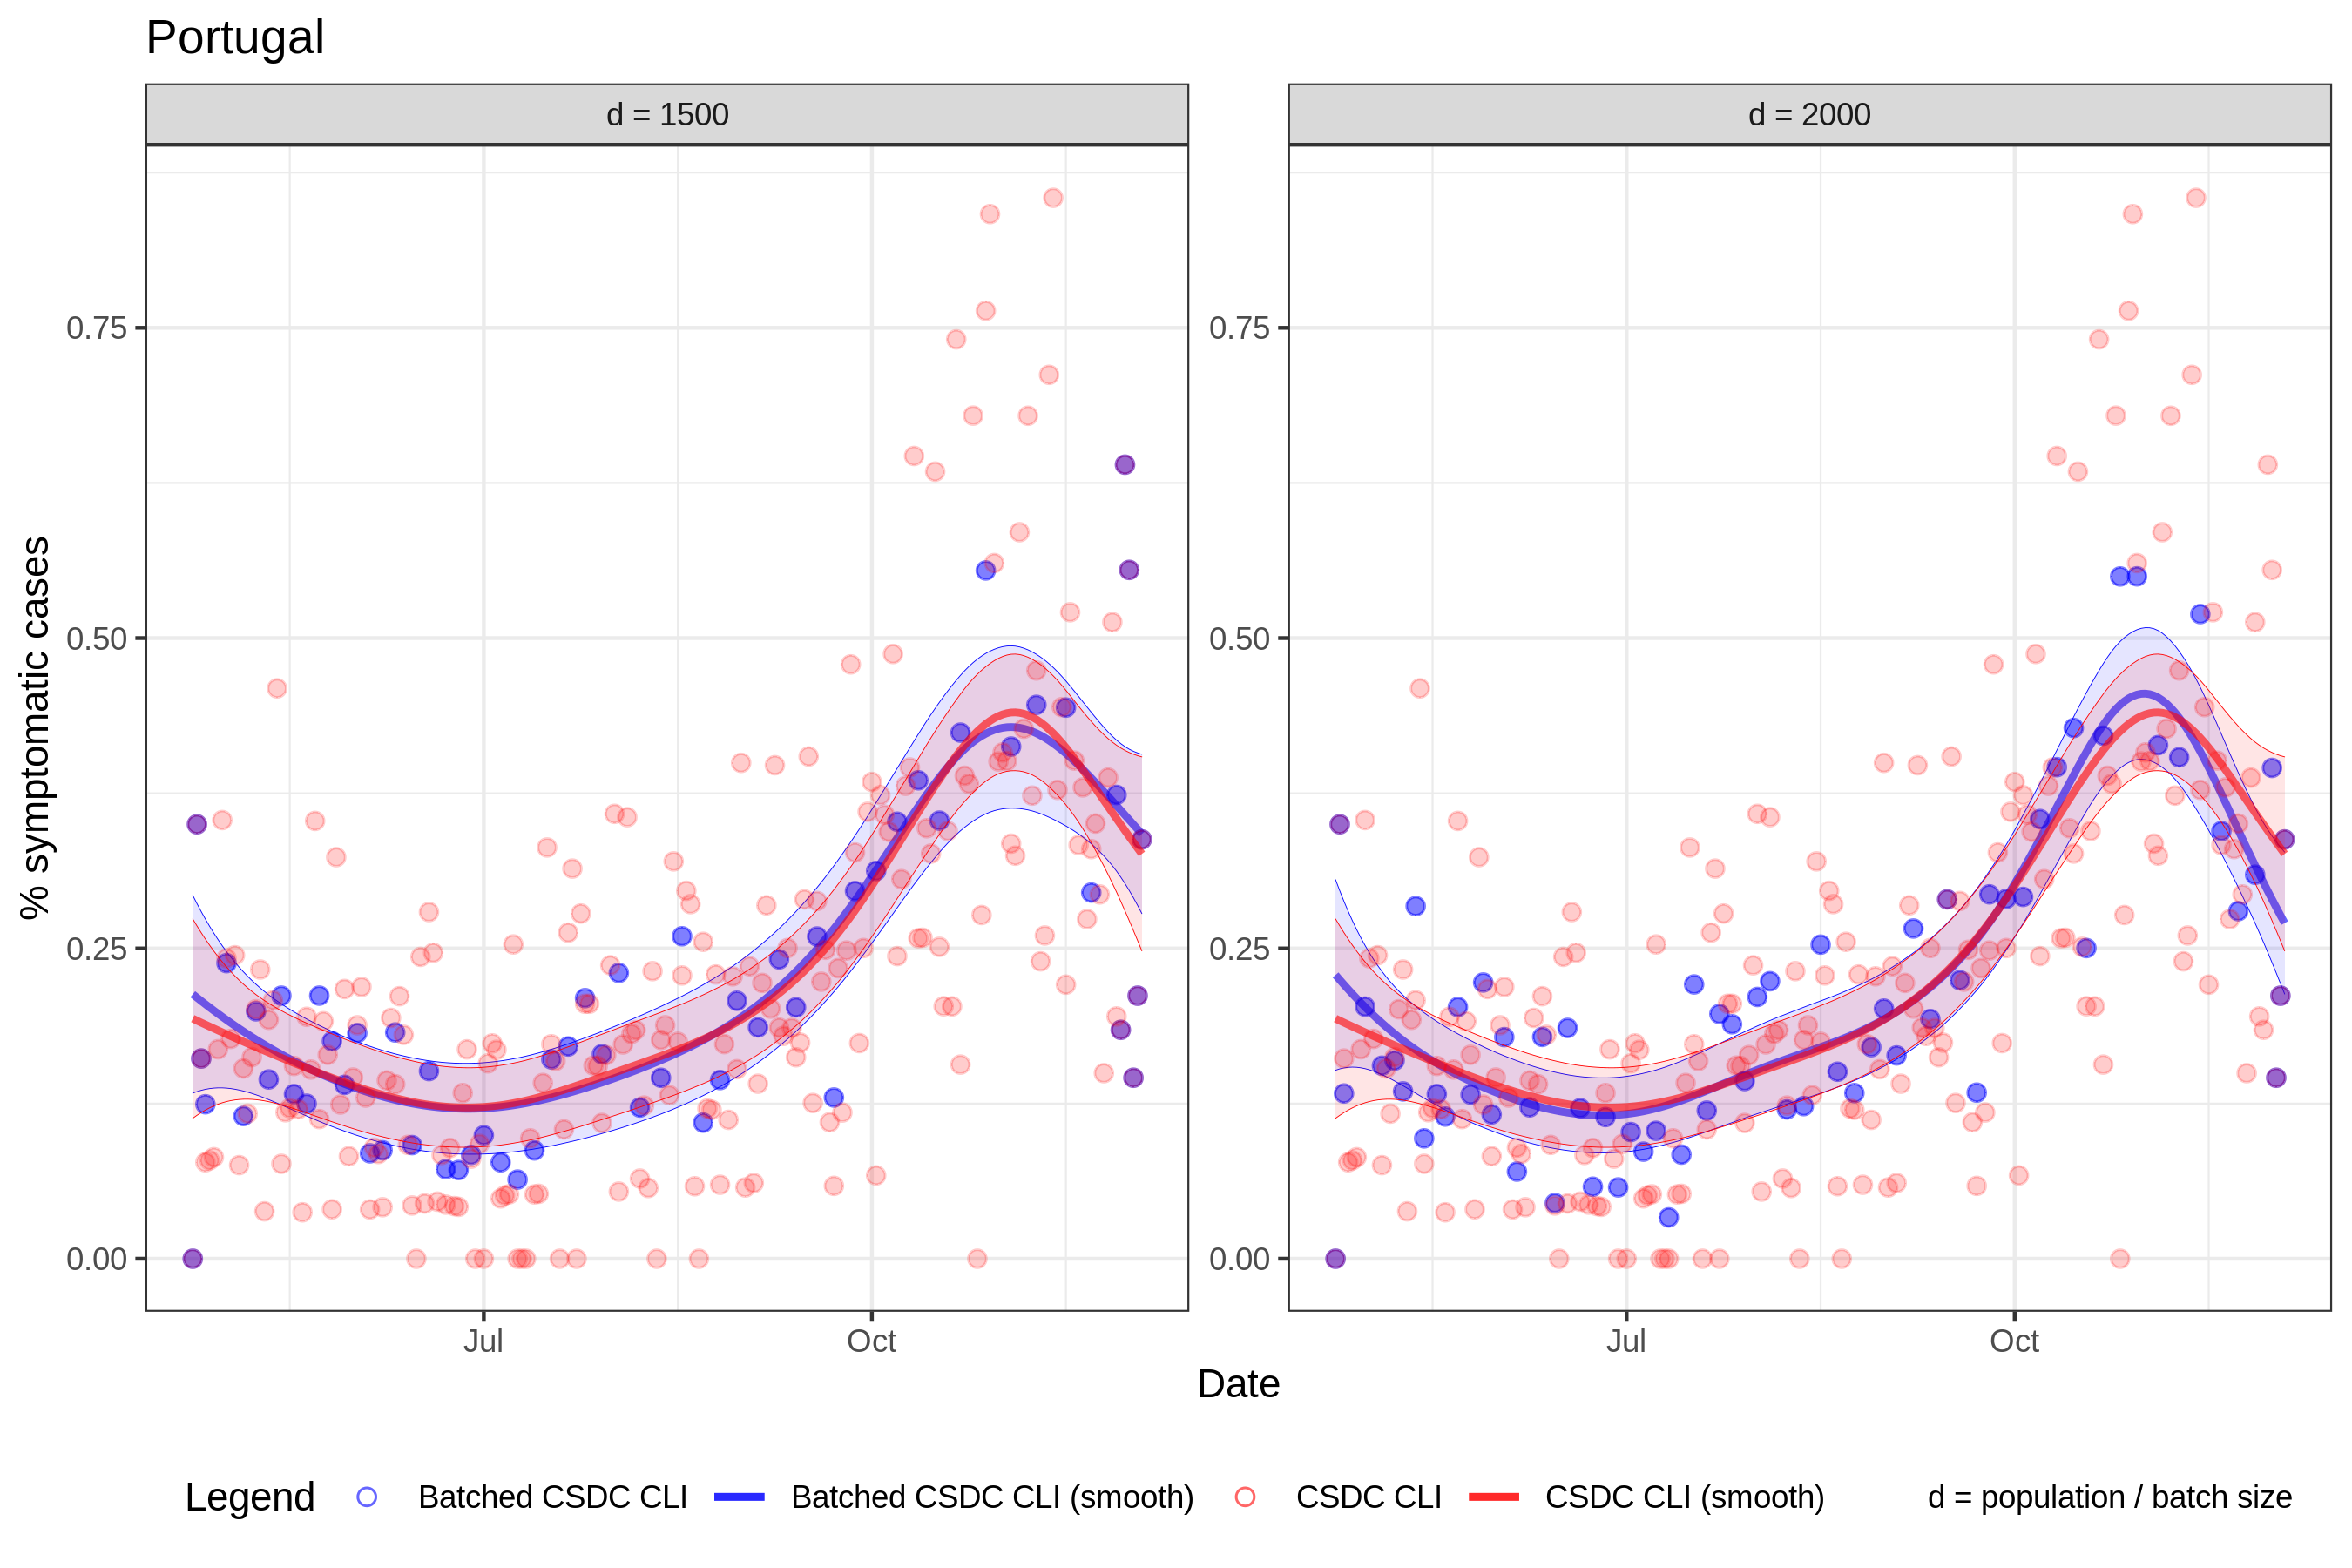 Portugal
d = 1500
d = 2000
% symptomatic cases
0.75
0.50
0.25
0.00
0.75
0.50
0.25
0.00
Jul
Oct
Jul
Oct
Date
Legend Batched CSDC CLI Batched CSDC CLI (smooth) CSDC CLI CSDC CLI (smooth) d = population / batch size